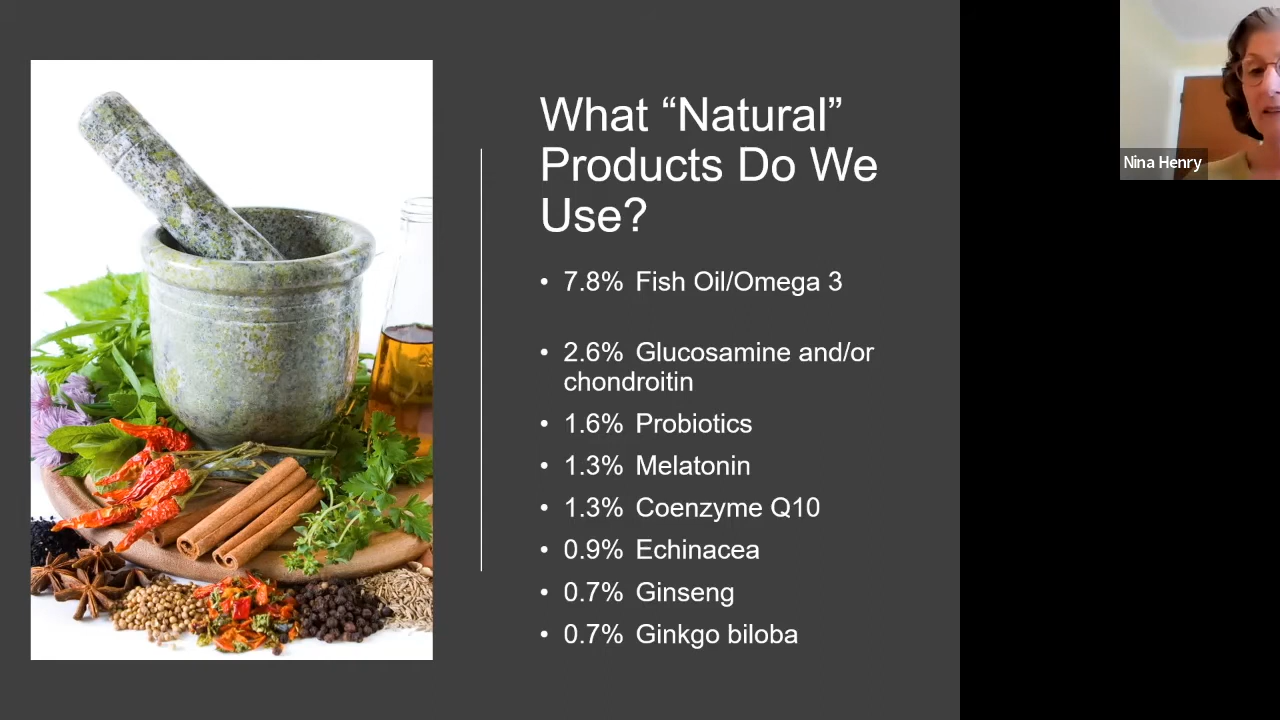 What “Natural”
Products Do We
Use?
• 7.8% Fish Oil/Omega 3
• 2.6% Glucosamine and/or
chondroitin
• 1.6% Probiotics
• 1.3% Melatonin
• 1.3% Coenzyme Q10
• 0.9% Echinacea
• 0.7% Ginseng
• 0.7% Ginkgo biloba
Nina Henry